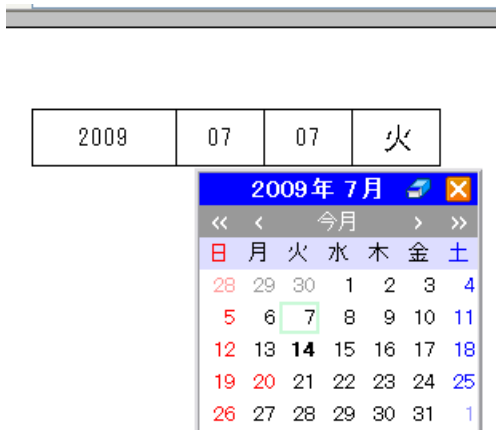 2009 07 07 火
2009年 7月
« ‹ 今月 › »
日 月 火 水 木 金 土
28 29 30 1 2 3 4
5 6 7 8 9 10 11
12 13 14 15 16 17 18
19 20 21 22 23 24 25
26 27 28 29 30 31 1